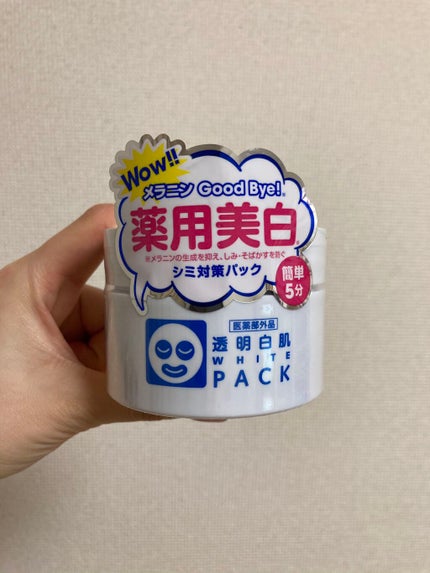 Wow!!
メラニン Good Bye!
薬用美白
※メラニンの生成を抑え、しみ・そばかすを防ぐ
シミ対策パック
簡単
5分
医薬部外品
透明白肌
WHITE
PACK